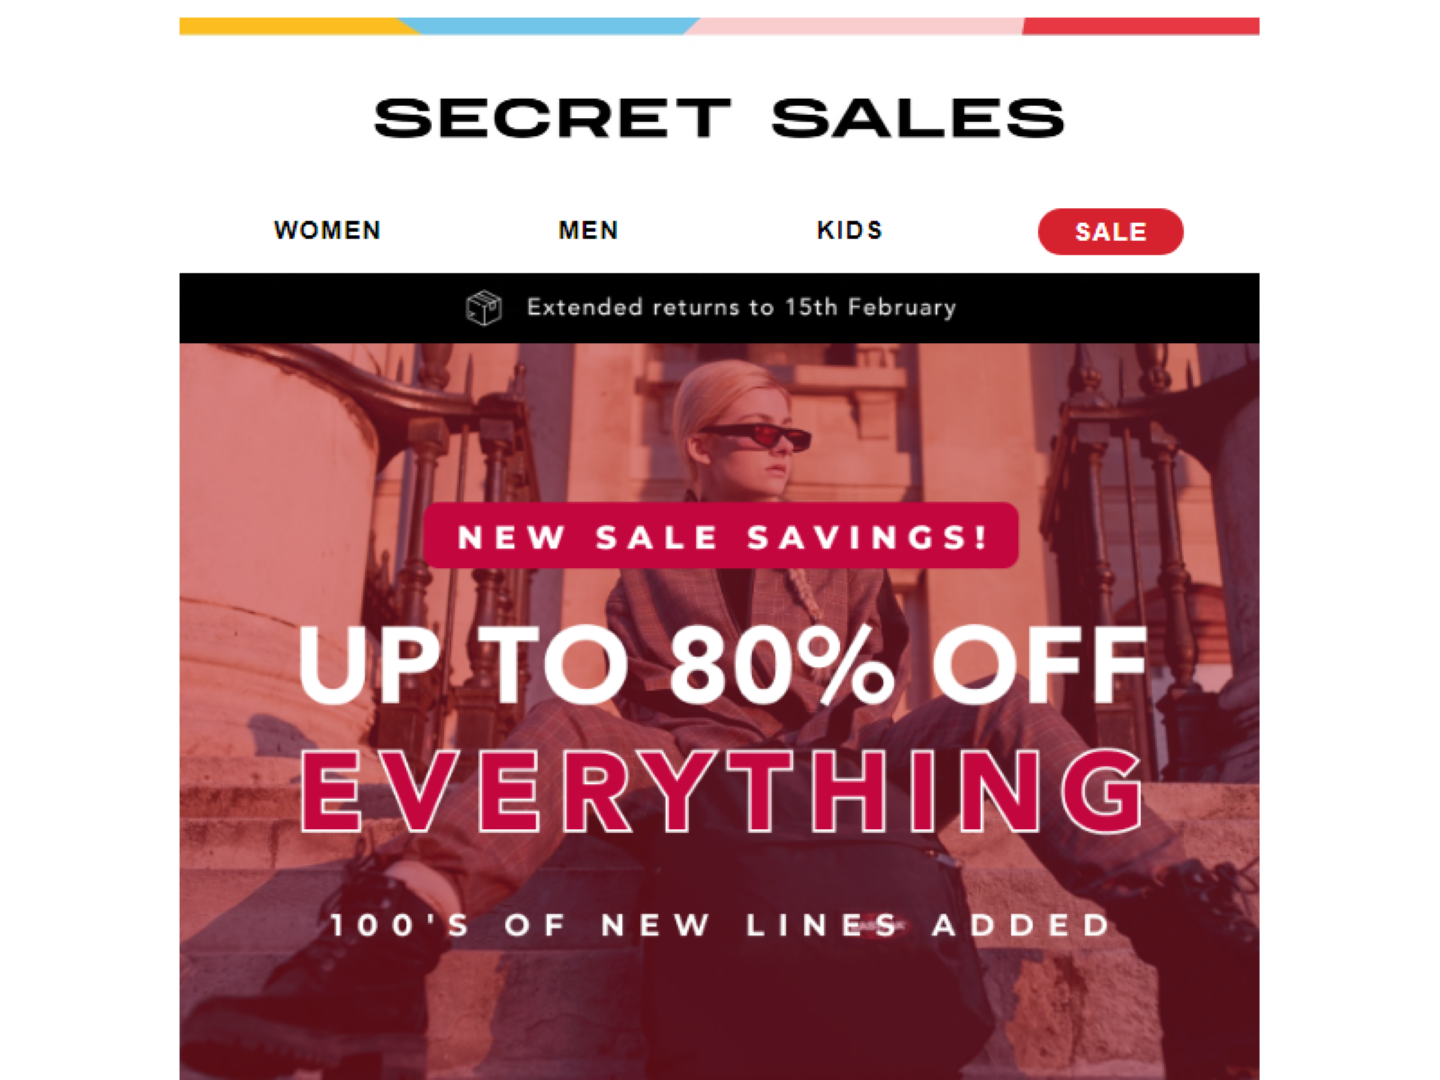 SECRET SALES
WOMEN MEN KIDS SALE
Extended returns to 15th February
NEW SALE SAVINGS!
UP TO 80% OFF
EVERYTHING
100'S OF NEW LINES ADDED